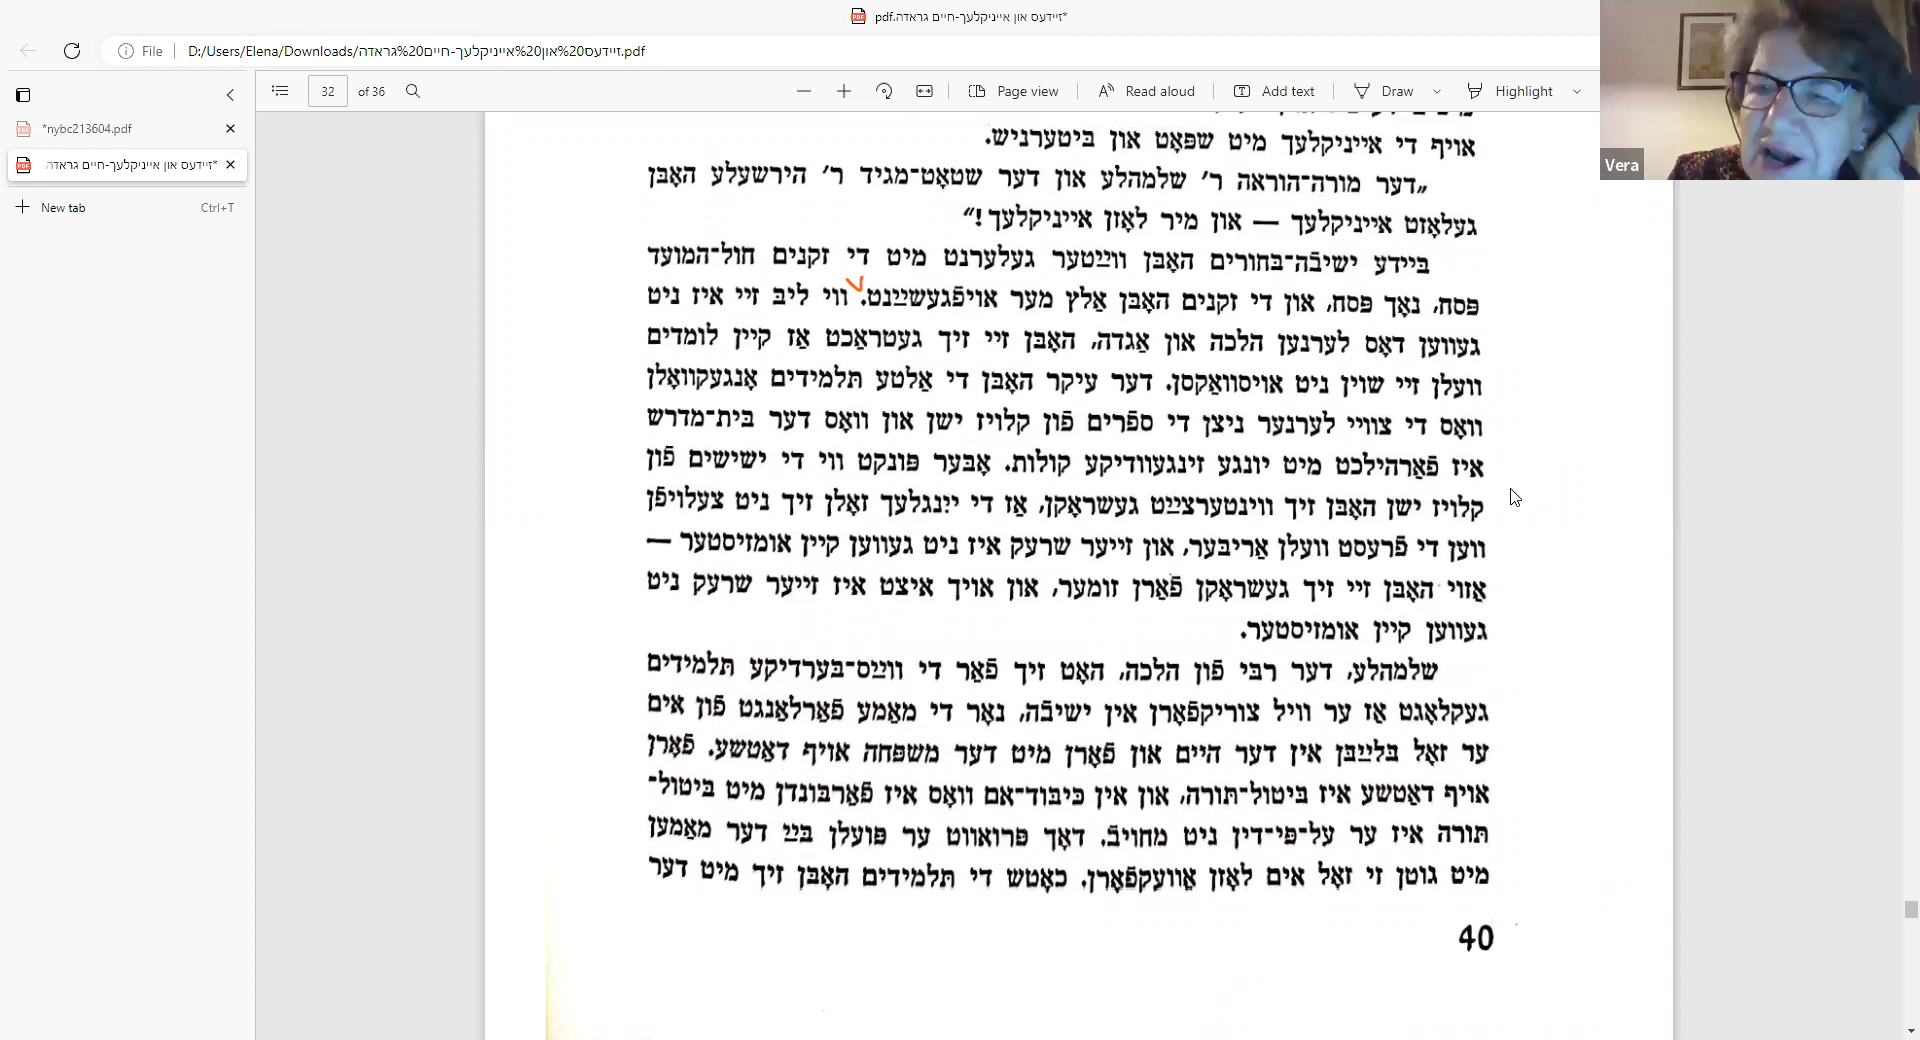 זיידעס און אייניקלעך-חיים גראדה.pdf*
File
D:/Users/Elena/Downloads/זיידעס%20און%20אייניקלעך-חיים%20גראדה.pdf
32 of 36
Page view
Read aloud
Add text
Draw
Highlight
Vera
*nybc213604.pdf
*זיידעס און אייניקלעך-חיים גראדה.
New tab
Ctrl+T
אויף די אייניקלעך מיט שפּאָט און ביטערניש.
„דער מורה־הוראה ר׳ שלמהלע און דער שטאָט־מגיד ר׳ הירשעלע האָבן
געלאָזט אייניקלעך — און מיר לאָזן אייניקלעך!“
ביידע ישיבֿה־בחורים האָבן ווײַטער געלערנט מיט די זקנים חול־המועד
פּסח, נאָך פּסח, און די זקנים האָבן אַלץ מער אויפֿגעשײַנט. ווי ליב זיי איז ניט
געווען דאָס לערנען הלכה און אַגדה, האָבן זיי זיך געטראַכט אַז קיין לומדים
וועלן זיי שוין ניט אויסוואַקסן. דער עיקר האָבן די אַלטע תּלמידים אָנגעקוואָלן
וואָס די צוויי לערנער ניצן די ספֿרים פֿון קלויז ישן און וואָס דער בית־מדרש
איז פֿאַרהילכט מיט יונגע זינגעוודיקע קולות. אָבער פּונקט ווי די ישישים פֿון
קלויז ישן האָבן זיך ווינטערצײַט געשראָקן, אַז די ייִנגלעך זאָלן זיך ניט צעלויפֿן
ווען די פֿרעסט וועלן אַריבער, און זייער שרעק איז ניט געווען קיין אומזיסטער —
אַזוי האָבן זיי זיך געשראָקן פֿאַרן זומער, און אויך איצט איז זייער שרעק ניט
געווען קיין אומזיסטער.
שלמהלע, דער רבי פֿון הלכה, האָט זיך פֿאַר די ווײַס־בערדיקע תּלמידים
געקלאָגט אַז ער וויל צוריקפֿאָרן אין ישיבֿה, נאָר די מאַמע פֿאַרלאַנגט פֿון אים
ער זאָל בלײַבן אין דער היים און פֿאָרן מיט דער משפּחה אויף דאַטשע. פֿאָרן
אויף דאַטשע איז ביטול־תּורה, און אין כּיבוד־אם וואָס איז פֿאַרבונדן מיט ביטול־
תּורה איז ער על־פּי־דין ניט מחויבֿ. דאָך פּרואוווט ער פּועלן בײַ דער מאַמען
מיט גוטן זי זאָל אים לאָזן אַוועקפֿאָרן. כאָטש די תּלמידים האָבן זיך מיט דער
40